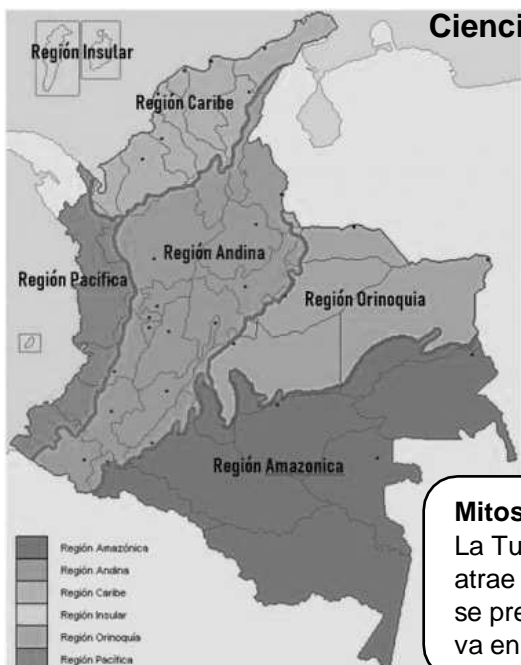 Cienci
Región Insular
Región Caribe
Región Andina
Región Pacífica
Región Orinoquia
Región Amazonica
Región Amazónica
Región Andina
Región Caribe
Región Insular
Región Orinoquía
Región Pacífica
Mitos
La Tu
atrae
se pre
va en